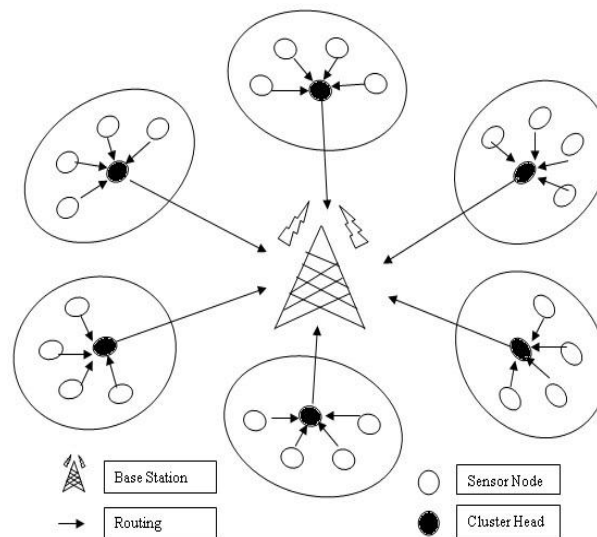 Base Station
Sensor Node
Routing
Cluster Head